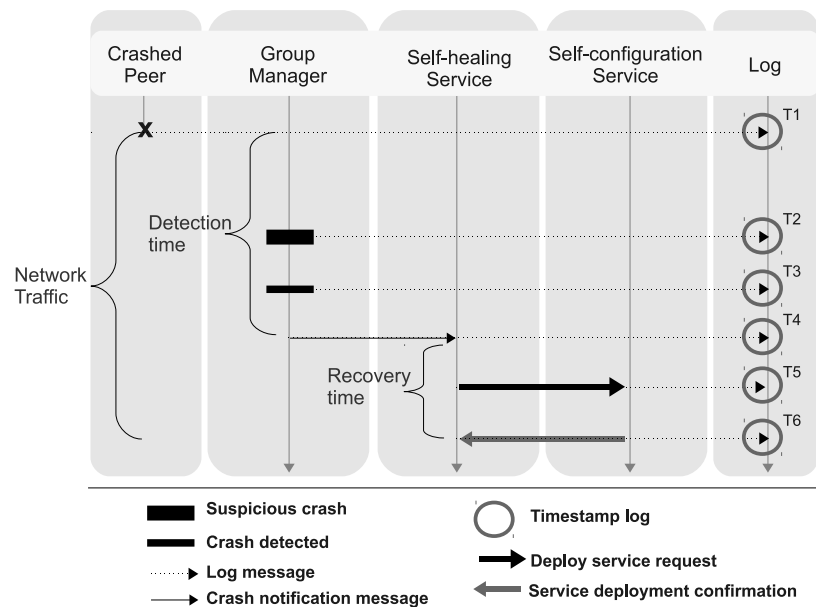 Crashed
Peer
Group
Manager
Self-healing
Service
Self-configuration
Service
Log
X
T1
Detection
time
T2
Network
Traffic
T3
T4
Recovery
time
T5
T6
Suspicious crash
Crash detected
Log message
Crash notification message
Timestamp log
Deploy service request
Service deployment confirmation